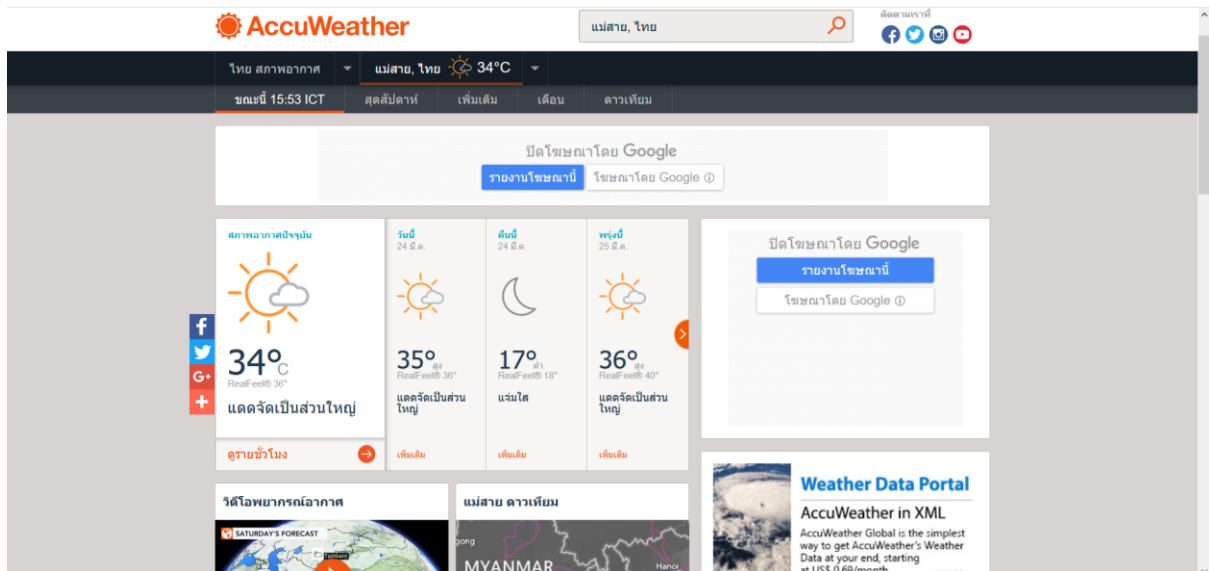 AccuWeather
แม่สาย, ไทย
ติดตามเราที่
ไทย สภาพอากาศ
แม่สาย, ไทย 34°C
ขณะนี้ 15:53 ICT
สุดสัปดาห์
เพิ่มเติม
เดือน
ดาวเทียม
ปิดโฆษณาโดย Google
รายงานโฆษณานี้
โฆษณาโดย Google
สภาพอากาศปัจจุบัน
34°C
RealFeel® 36°
แดดจัดเป็นส่วนใหญ่
ดูรายชั่วโมง
วันนี้
24 มี.ค.
35° สูง
RealFeel® 36°
แดดจัดเป็นส่วน
ใหญ่
เพิ่มเติม
คืนนี้
24 มี.ค.
17° ต่ำ
RealFeel® 18°
แจ่มใส
เพิ่มเติม
พรุ่งนี้
25 มี.ค.
36° สูง
RealFeel® 40°
แดดจัดเป็นส่วน
ใหญ่
เพิ่มเติม
ปิดโฆษณาโดย Google
รายงานโฆษณานี้
โฆษณาโดย Google
วิดีโอพยากรณ์อากาศ
SATURDAY'S FORECAST
Tashkent
แม่สาย ดาวเทียม
gong
MYANMAR
Hanoi
Weather Data Portal
AccuWeather in XML
AccuWeather Global is the simplest
way to get AccuWeather's Weather
Data at your end, starting
at US$ 0.69/month